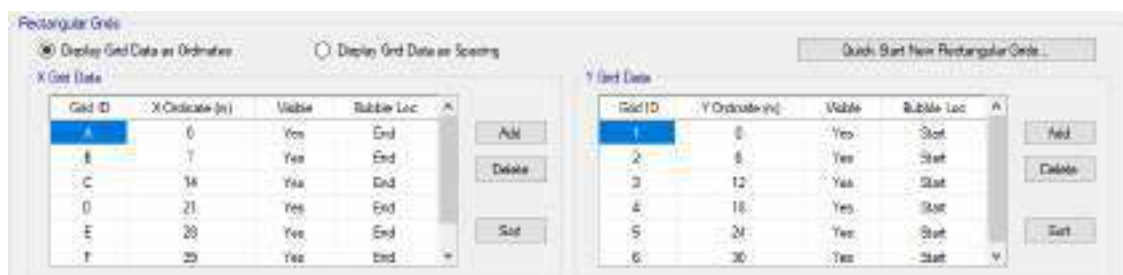 Rectangular Grids
Display Grid Data as Ordinates Display Grid Data as Spacing Quick Start New Rectangular Grids...
X Grid Data Y Grid Data
Grid ID X Ordinate (m) Visible Bubble Loc Grid ID Y Ordinate (m) Visible Bubble Loc
A 0 Yes End Add 1 0 Yes Start Add
B 7 Yes End 2 6 Yes Start
Delete Delete
C 14 Yes End 3 12 Yes Start
D 21 Yes End 4 18 Yes Start
E 28 Yes End Sort 5 24 Yes Start Sort
F Yes End 6 30 Yes Start